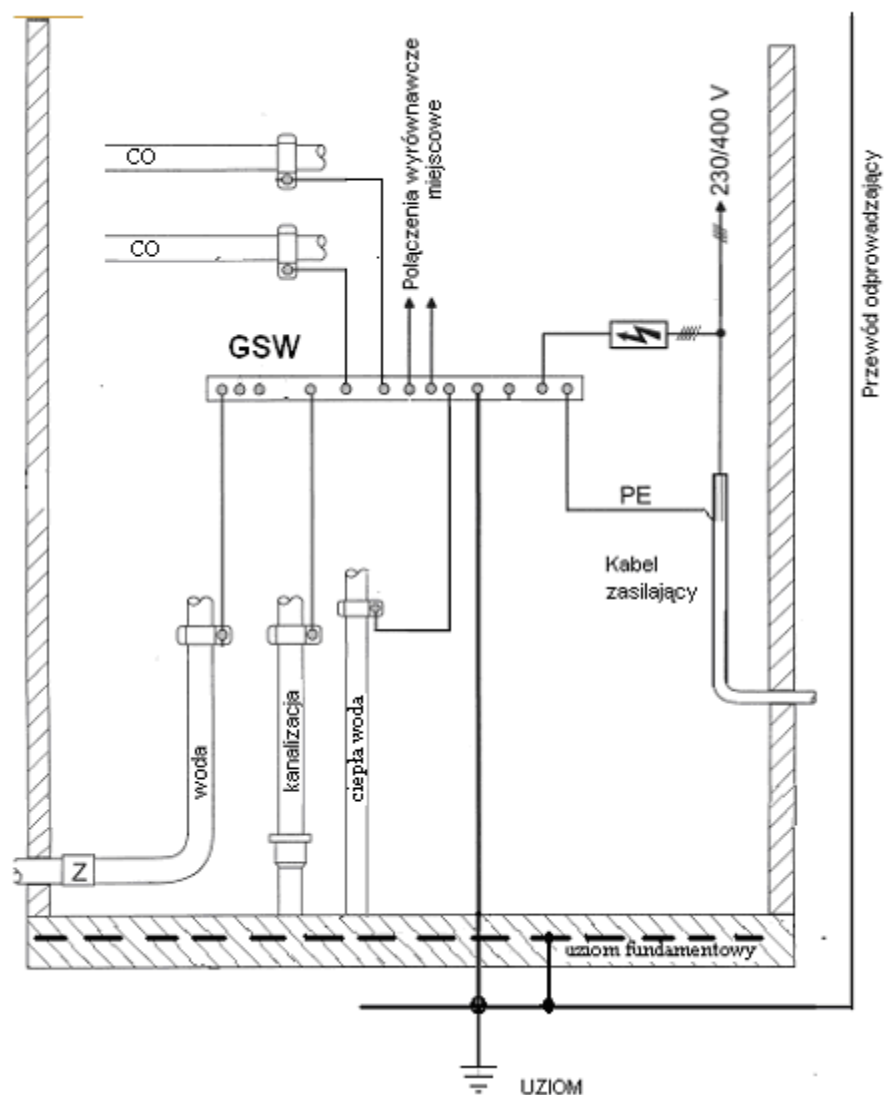 CO
CO
Połączenia wyrównawcze
miejscowe
230/400 V
Przewód odprowadzający
GSW
PE
Kabel
zasilający
woda
kanalizacja
ciepła woda
Z
uziom fundamentowy
UZIOM